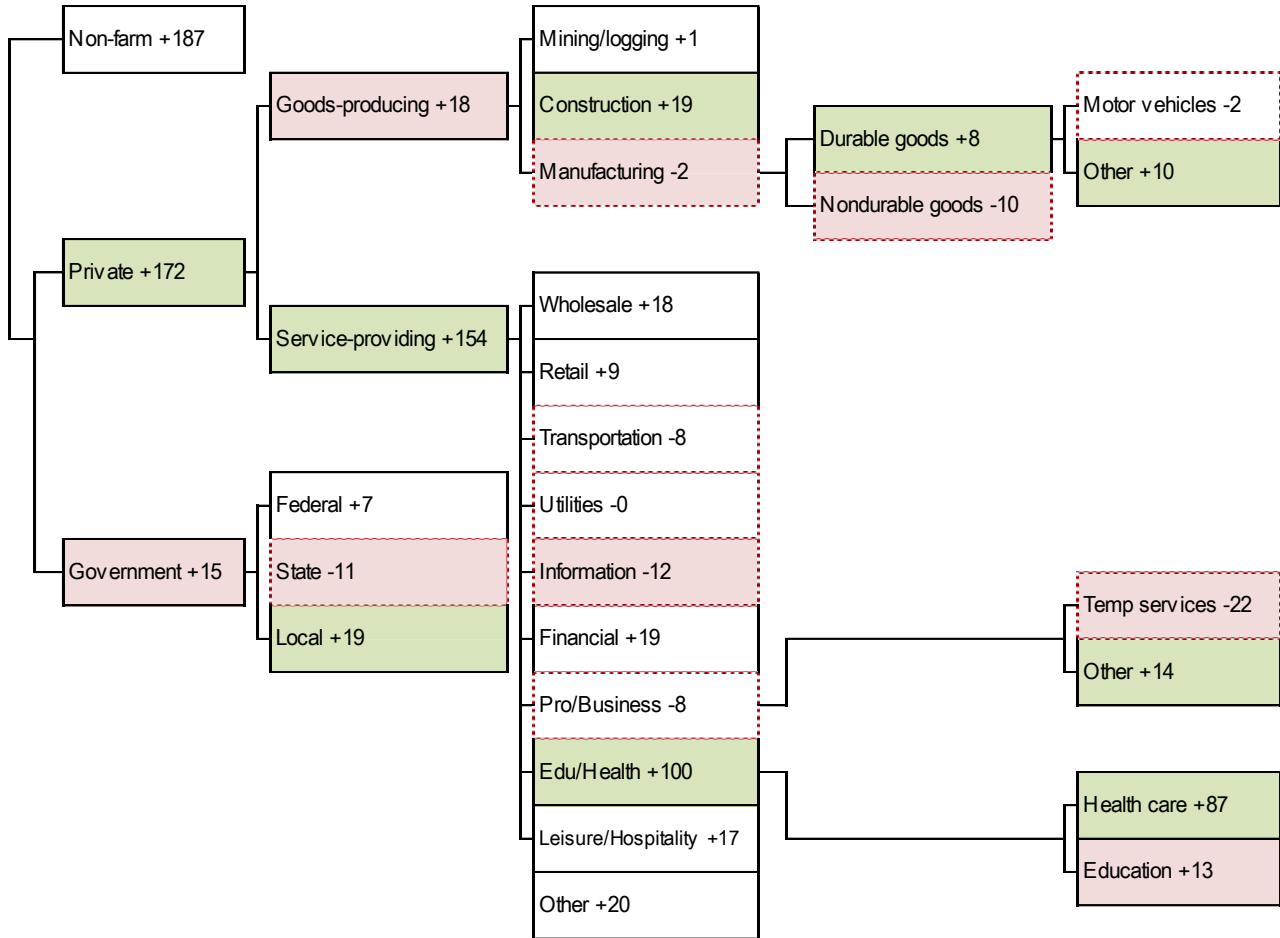 Non-farm +187
Private +172
Government +15
Goods-producing +18
Service-providing +154
Federal +7
State -11
Local +19
Mining/logging +1
Construction +19
Manufacturing -2
Wholesale +18
Retail +9
Transportation -8
Utilities -0
Information -12
Financial +19
Pro/Business -8
Edu/Health +100
Leisure/Hospitality +17
Other +20
Durable goods +8
Nondurable goods -10
Motor vehicles -2
Other +10
Temp services -22
Other +14
Health care +87
Education +13